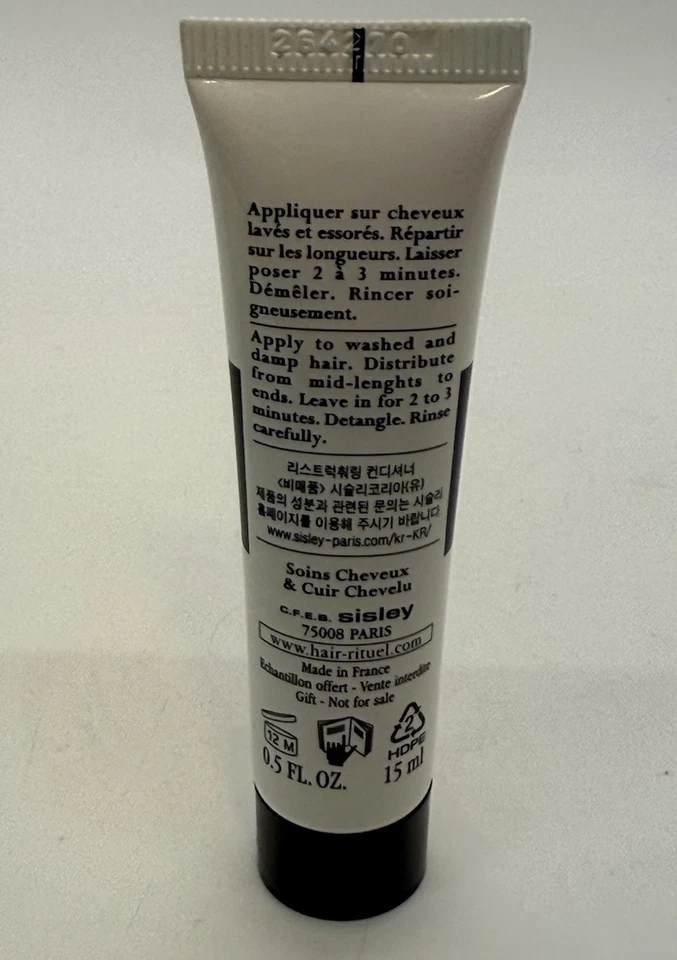 Appliquer sur cheveux
lavés et essorés. Répartir
sur les longueurs. Laisser
poser 2 à 3 minutes.
Démêler. Rincer soi-
gneusement.
Apply to washed and
damp hair. Distribute
from mid-lenghts to
ends. Leave in for 2 to 3
minutes. Detangle. Rinse
carefully.
리스트럭춰링 컨디셔너
<비매품> 시슬리코리아(유)
제품의 성분과 관련된 문의는 시슬리
홈페이지를 이용해 주시기 바랍니다.
www.sisley-paris.com/kr-KR/
Soins Cheveux
& Cuir Chevelu
C.F.E.B. sisley
75008 PARIS
www.hair-rituel.com
Made in France
Echantillon offert - Vente interdite
Gift - Not for sale
12 M
2
HDPE
0.5 FL. OZ.
15 ml